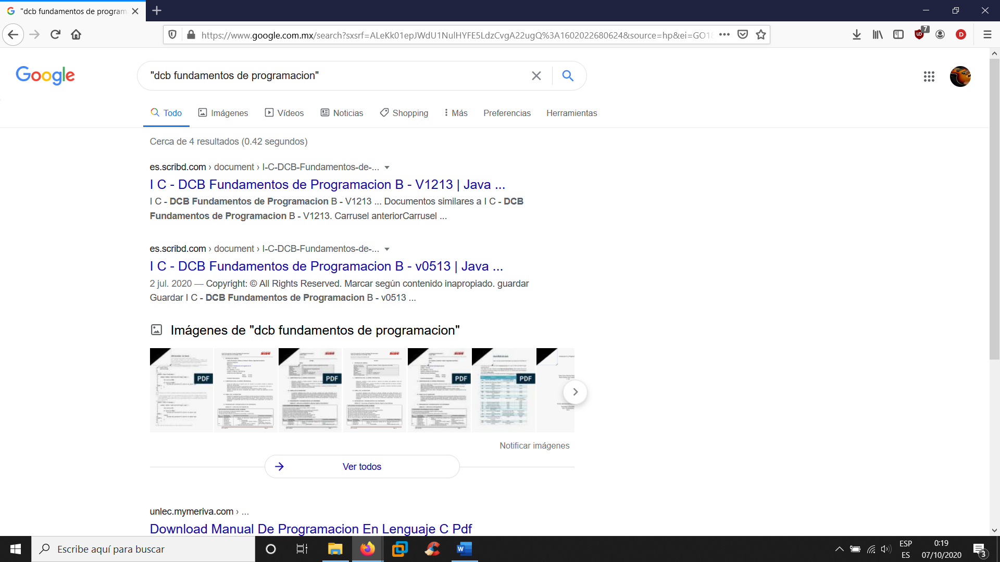 "dcb fundamentos de program
7
https://www.google.com.mx/search?sxsrf=ALeKk01epJWdU1NulHYFE5LdzCvgA22ugQ%3A1602022680624&source=hp&ei=GO18
D
Google
"dcb fundamentos de programacion"
Todo Imágenes Vídeos Noticias Shopping Más Preferencias Herramientas
Cerca de 4 resultados (0.42 segundos)
es.scribd.com › document › I-C-DCB-Fundamentos-de-...
I C - DCB Fundamentos de Programacion B - V1213 | Java ...
I C - DCB Fundamentos de Programacion B - V1213 ... Documentos similares a I C - DCB
Fundamentos de Programacion B - V1213. Carrusel anteriorCarrusel ...
es.scribd.com › document › I-C-DCB-Fundamentos-de-...
I C - DCB Fundamentos de Programacion B - v0513 | Java ...
2 jul. 2020 — Copyright: © All Rights Reserved. Marcar según contenido inapropiado. guardar
Guardar I C - DCB Fundamentos de Programacion B - v0513 ...
Imágenes de "dcb fundamentos de programacion"
PDF PDF PDF PDF
Notificar imágenes
Ver todos
unlec.mymeriva.com › ...
Download Manual De Programacion En Lenguaje C Pdf
Escribe aquí para buscar
ESP
ES
0:19
07/10/2020
3